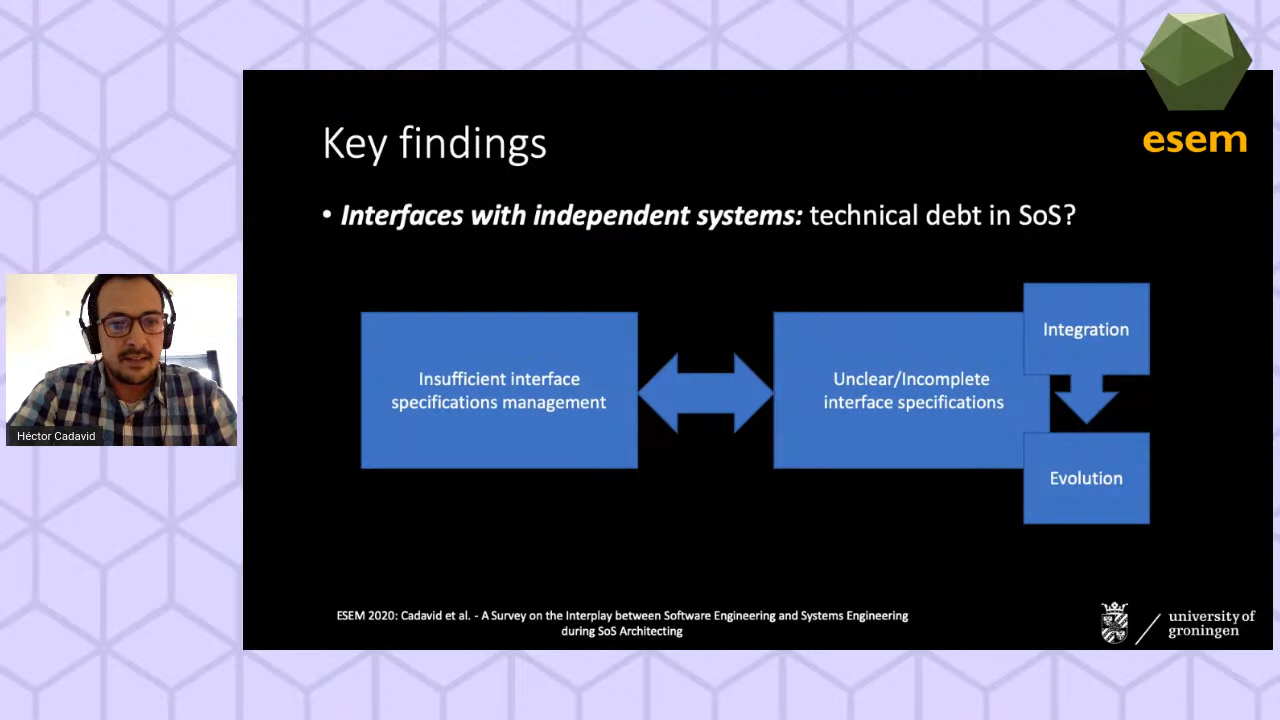 esem
Key findings
• Interfaces with independent systems: technical debt in SoS?
Insufficient interface
specifications management
Unclear/Incomplete
interface specifications
Integration
Evolution
Héctor Cadavid
ESEM 2020: Cadavid et al. - A Survey on the Interplay between Software Engineering and Systems Engineering
during SoS Architecting
university of
groningen